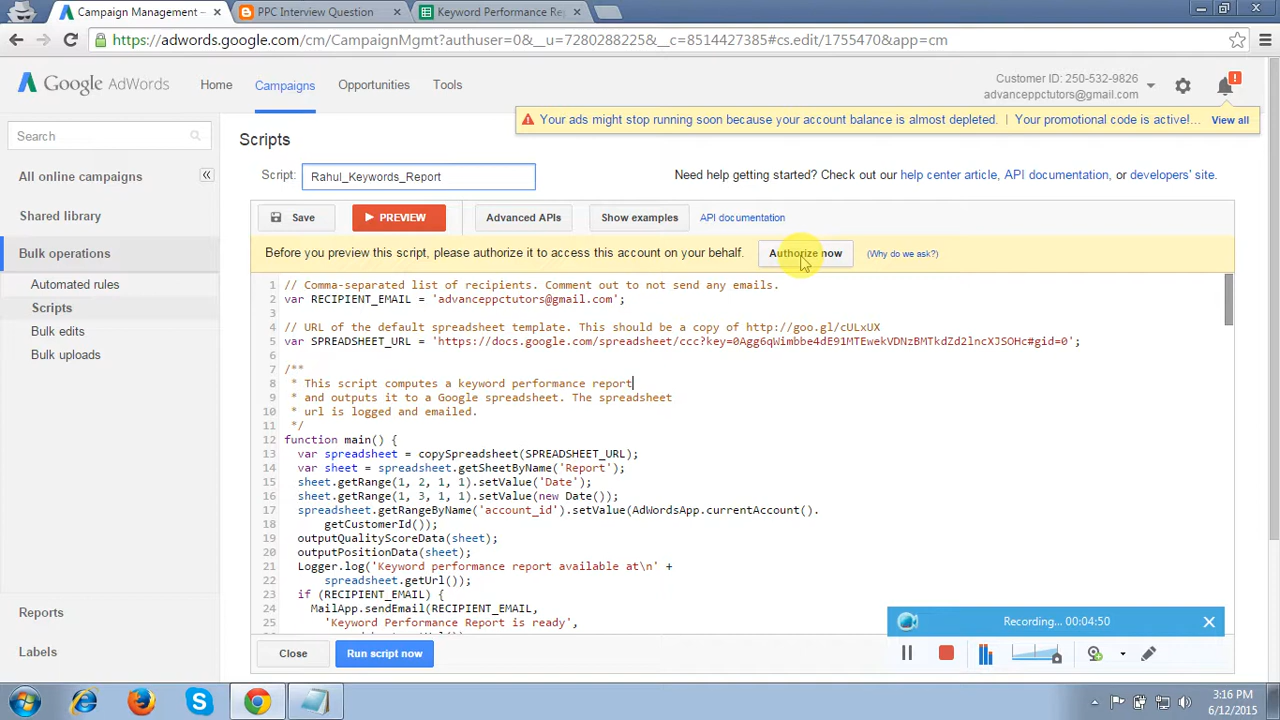 Campaign Management –
PPC Interview Question
Keyword Performance Re
https://adwords.google.com/cm/CampaignMgmt?authuser=0&__u=7280288225&__c=8514427385#cs.edit/1755470&app=cm
Google AdWords
Home
Campaigns
Opportunities
Tools
Customer ID: 250-532-9826
advanceppctutors@gmail.com
Your ads might stop running soon because your account balance is almost depleted. | Your promotional code is active!... View all
Search
All online campaigns
Shared library
Bulk operations
Automated rules
Scripts
Bulk edits
Bulk uploads
Reports
Labels
Scripts
Script: Rahul_Keywords_Report
Need help getting started? Check out our help center article, API documentation, or developers' site.
Save
PREVIEW
Advanced APIs
Show examples
API documentation
Before you preview this script, please authorize it to access this account on your behalf. Authorize now (Why do we ask?)
1 // Comma-separated list of recipients. Comment out to not send any emails.
2 var RECIPIENT_EMAIL = 'advanceppctutors@gmail.com';
3
4 // URL of the default spreadsheet template. This should be a copy of http://goo.gl/cULxUX
5 var SPREADSHEET_URL = 'https://docs.google.com/spreadsheet/ccc?key=0Agg6qWimbbe4dE91MTEwekVDNzBMTkdZd2lncXJSOHc#gid=0';
6
7 /**
8 * This script computes a keyword performance report
9 * and outputs it to a Google spreadsheet. The spreadsheet
10 * url is logged and emailed.
11 */
12 function main() {
13 var spreadsheet = copySpreadsheet(SPREADSHEET_URL);
14 var sheet = spreadsheet.getSheetByName('Report');
15 sheet.getRange(1, 2, 1, 1).setValue('Date');
16 sheet.getRange(1, 3, 1, 1).setValue(new Date());
17 spreadsheet.getRangeByName('account_id').setValue(AdWordsApp.currentAccount().
18 getCustomerId());
19 outputQualityScoreData(sheet);
20 outputPositionData(sheet);
21 Logger.log('Keyword performance report available at\n' +
22 spreadsheet.getUrl());
23 if (RECIPIENT_EMAIL) {
24 MailApp.sendEmail(RECIPIENT_EMAIL,
25 'Keyword Performance Report is ready',
Close
Run script now
Recording... 00:04:50
3:16 PM
6/12/2015